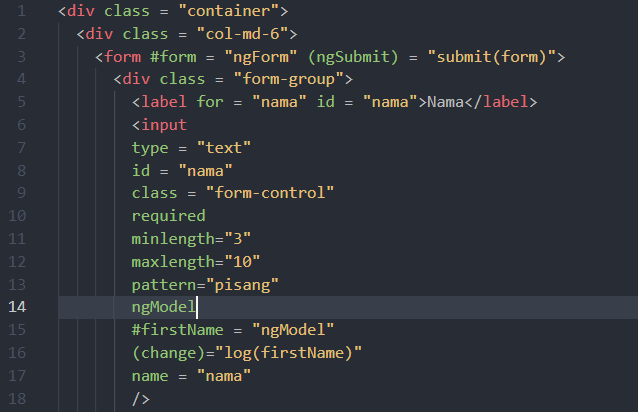 1 <div class = "container">
2 <div class = "col-md-6">
3 <form #form = "ngForm" (ngSubmit) = "submit(form)">
4 <div class = "form-group">
5 <label for = "nama" id = "nama">Nama</label>
6 <input
7 type = "text"
8 id = "nama"
9 class = "form-control"
10 required
11 minlength="3"
12 maxlength="10"
13 pattern="pisang"
14 ngModel
15 #firstName = "ngModel"
16 (change)="log(firstName)"
17 name = "nama"
18 />